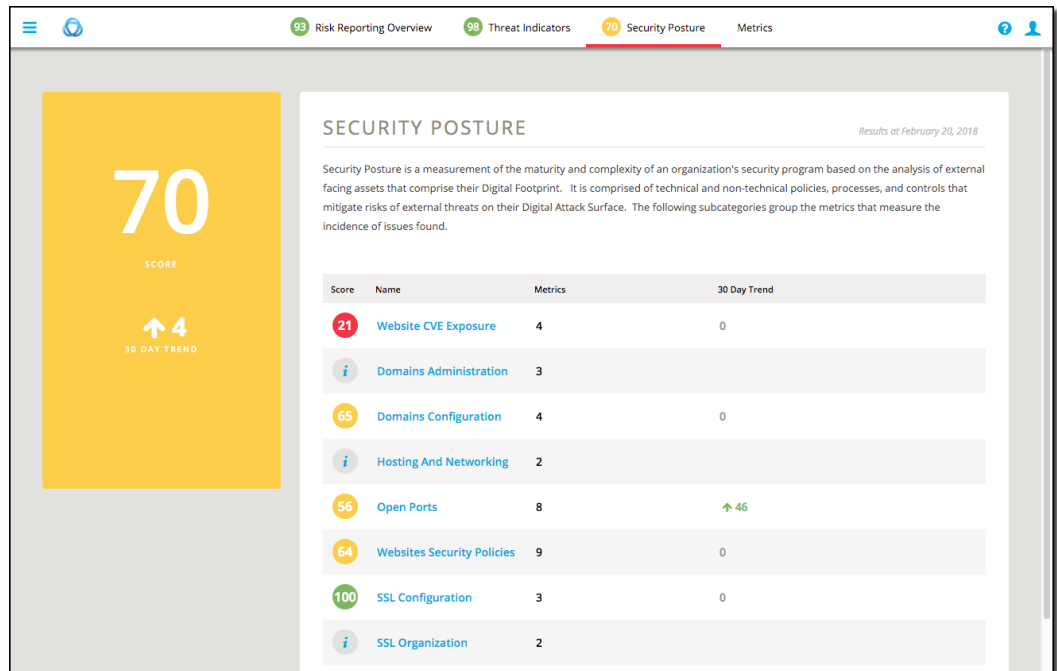 93 Risk Reporting Overview 98 Threat Indicators 70 Security Posture Metrics ?
70
SCORE
4
30 DAY TREND
SECURITY POSTURE
Results at February 20, 2018
Security Posture is a measurement of the maturity and complexity of an organization's security program based on the analysis of external
facing assets that comprise their Digital Footprint. It is comprised of technical and non-technical policies, processes, and controls that
mitigate risks of external threats on their Digital Attack Surface. The following subcategories group the metrics that measure the
incidence of issues found.
Score Name Metrics 30 Day Trend
21 Website CVE Exposure 4 0
i Domains Administration 3
65 Domains Configuration 4 0
i Hosting And Networking 2
56 Open Ports 8 46
64 Websites Security Policies 9 0
100 SSL Configuration 3 0
i SSL Organization 2